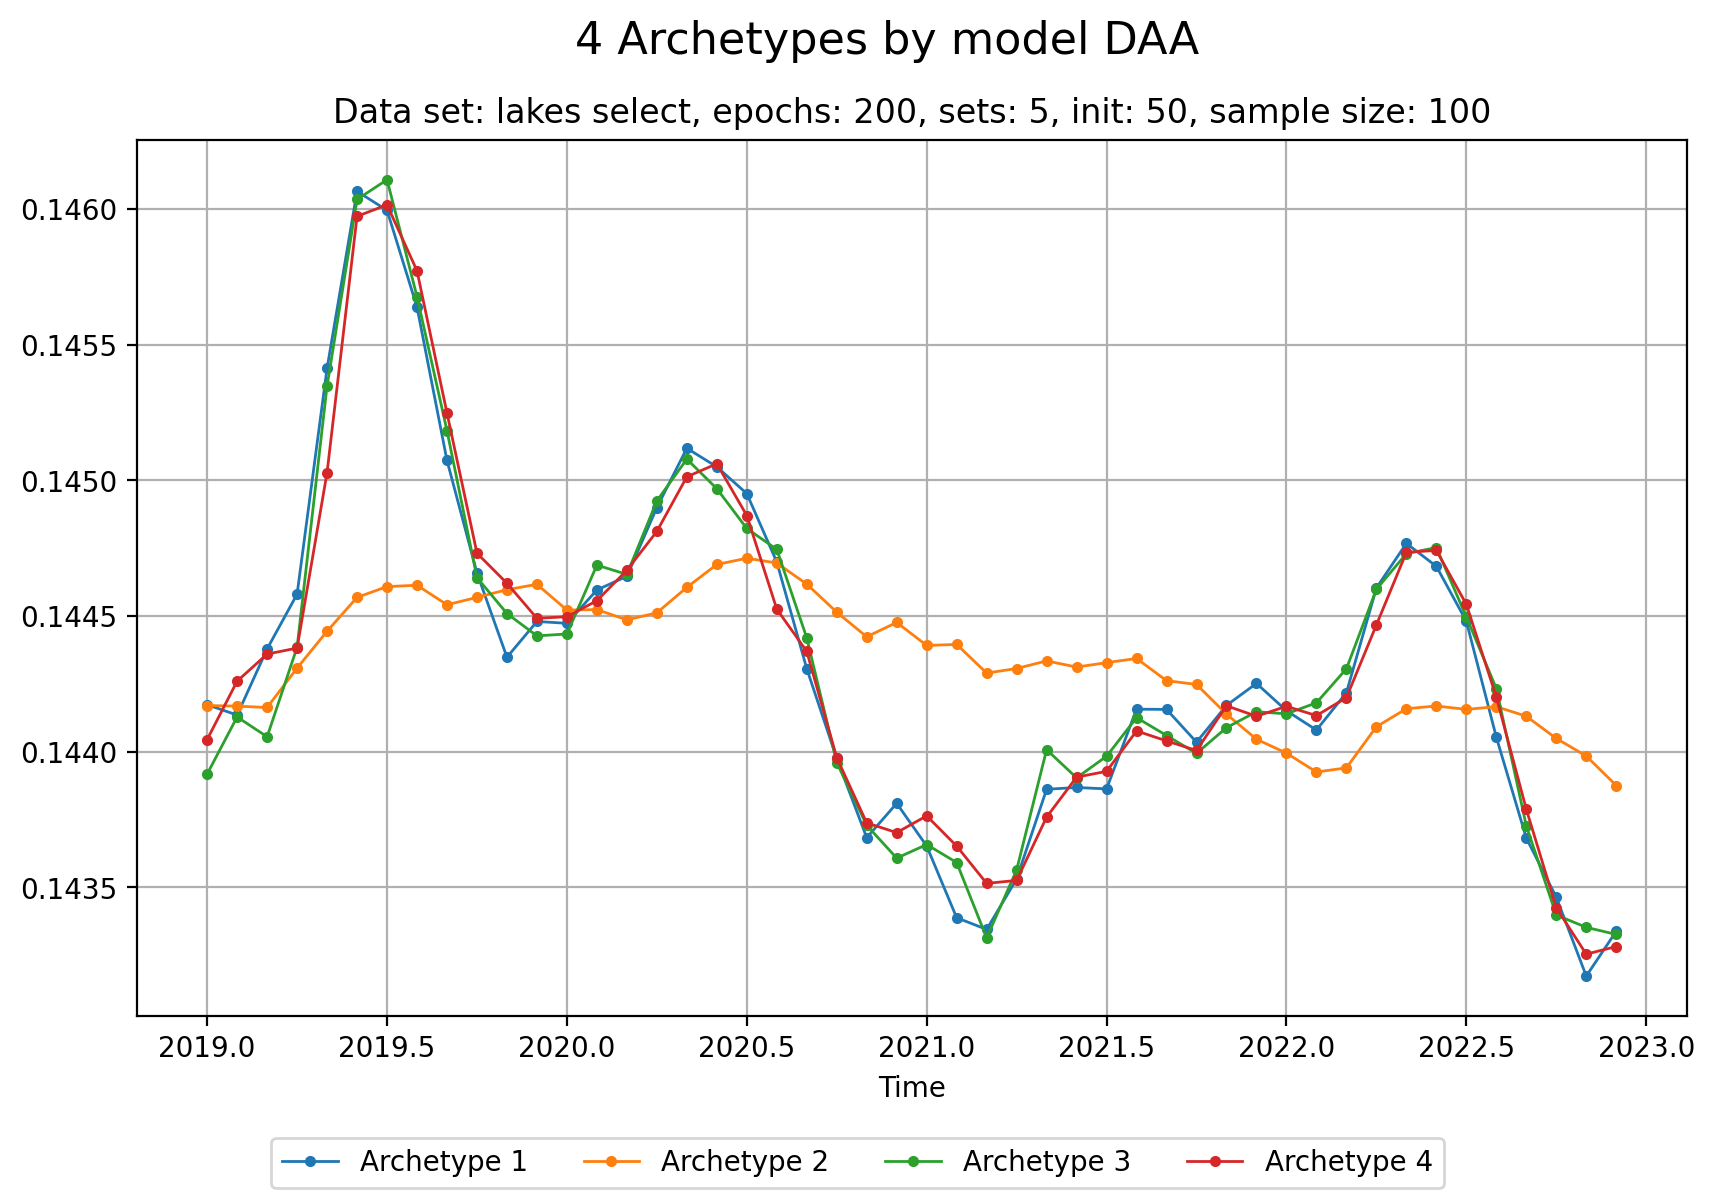 4 Archetypes by model DAA
Data set: lakes select, epochs: 200, sets: 5, init: 50, sample size: 100
0.1460
0.1455
0.1450
0.1445
0.1440
0.1435
2019.0 2019.5 2020.0 2020.5 2021.0 2021.5 2022.0 2022.5 2023.0
Time
Archetype 1 Archetype 2 Archetype 3 Archetype 4